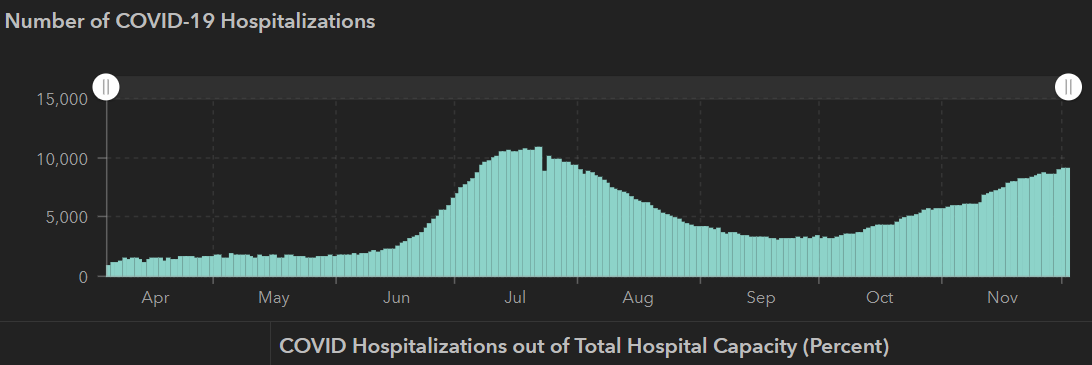 Number of COVID-19 Hospitalizations
15,000
10,000
5,000
0
Apr May Jun Jul Aug Sep Oct Nov
COVID Hospitalizations out of Total Hospital Capacity (Percent)